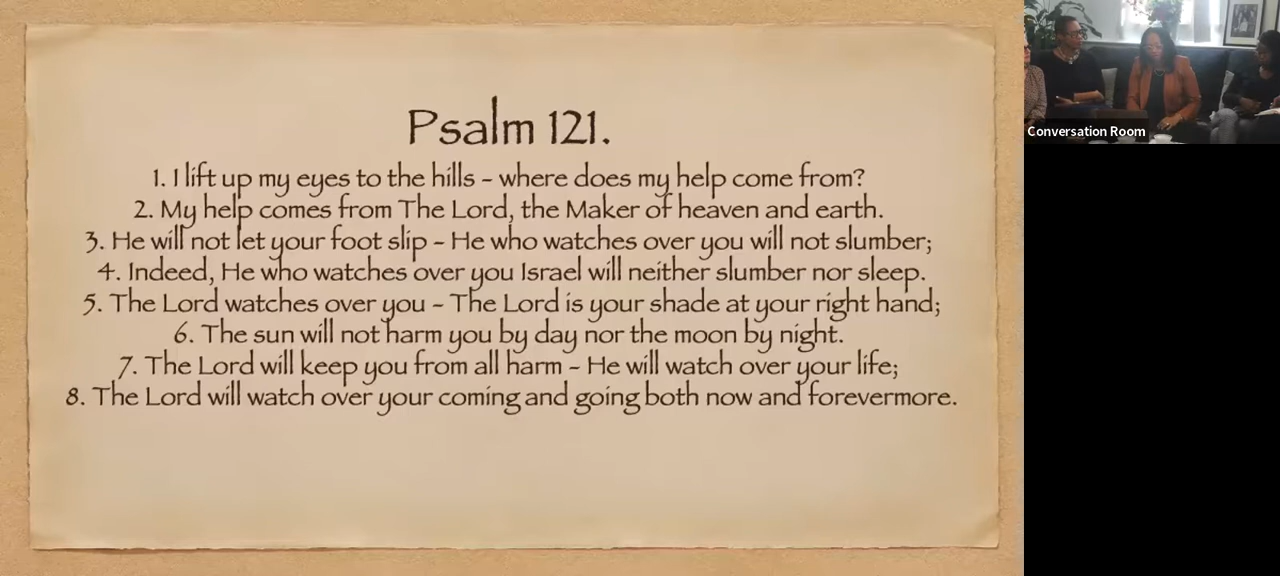 Psalm 121.
1. I lift up my eyes to the hills - where does my help come from?
2. My help comes from The Lord, the Maker of heaven and earth.
3. He will not let your foot slip - He who watches over you will not slumber;
4. Indeed, He who watches over you Israel will neither slumber nor sleep.
5. The Lord watches over you - The Lord is your shade at your right hand;
6. The sun will not harm you by day nor the moon by night.
7. The Lord will keep you from all harm - He will watch over your life;
8. The Lord will watch over your coming and going both now and forevermore.
Conversation Room